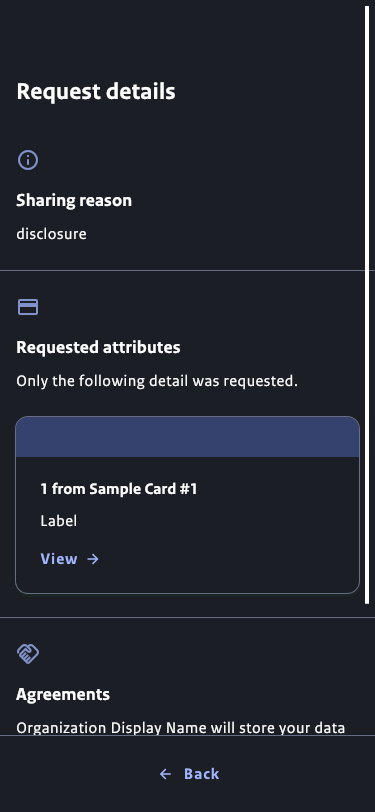 Request details
Sharing reason
disclosure
Requested attributes
Only the following detail was requested.
1 from Sample Card #1
Label
View
Agreements
Organization Display Name will store your data
Back